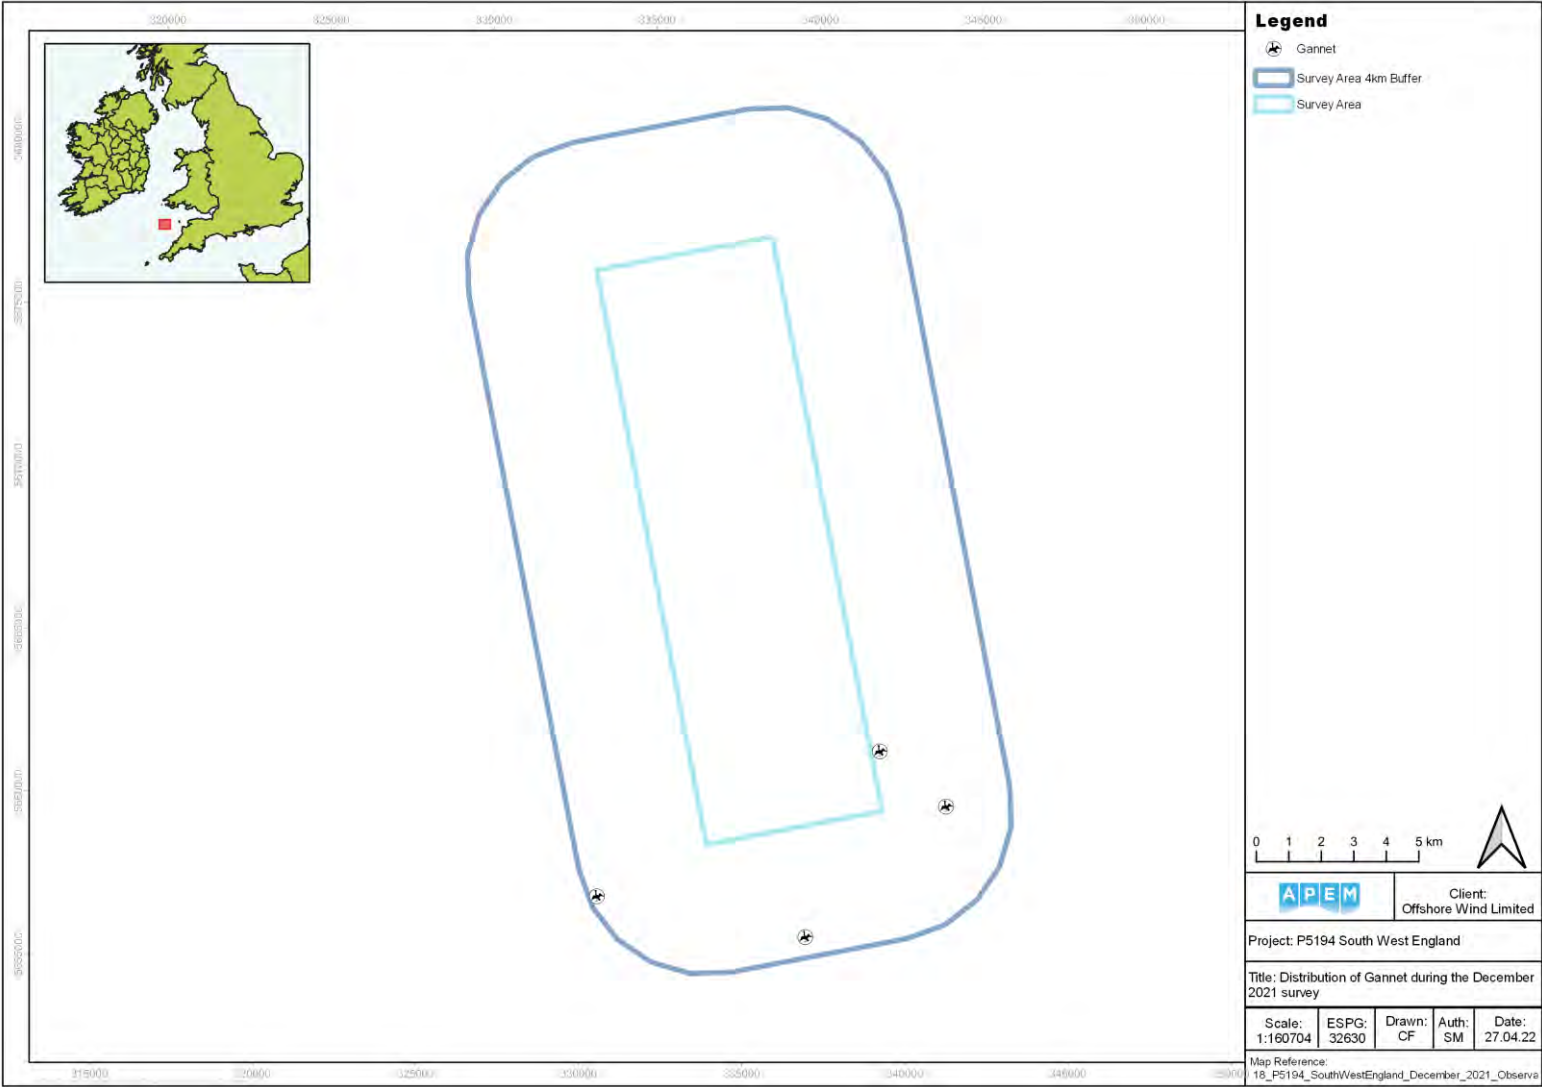 320000 325000 330000 335000 340000 345000 350000
Legend
Gannet
Survey Area 4km Buffer
Survey Area
0 1 2 3 4 5 km
APEM
Client:
Offshore Wind Limited
Project: P5194 South West England
Title: Distribution of Gannet during the December
2021 survey
Scale:
1:160704
ESPG:
32630
Drawn:
CF
Auth:
SM
Date:
27.04.22
Map Reference:
18_P5194_SouthWestEngland_December_2021_Observa
315000 320000 325000 330000 335000 340000 345000 350000